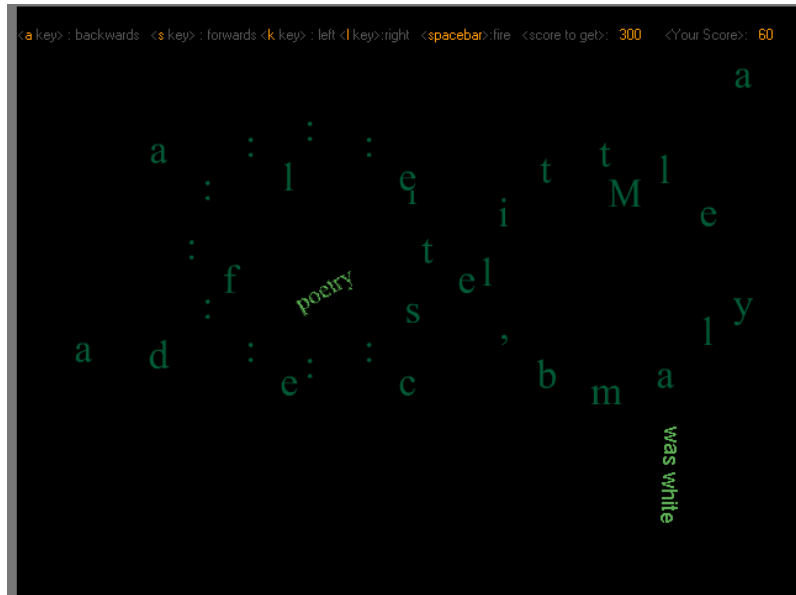 <a key> : backwards <s key> : forwards <k key> : left <l key>:right <spacebar>:fire <score to get>: 300 <Your Score>: 60
a
:
a : : t
l e t l
: i M
i e
: t
f e l
poetry
: s y
, l
a d : :
: b a
e c m
was white